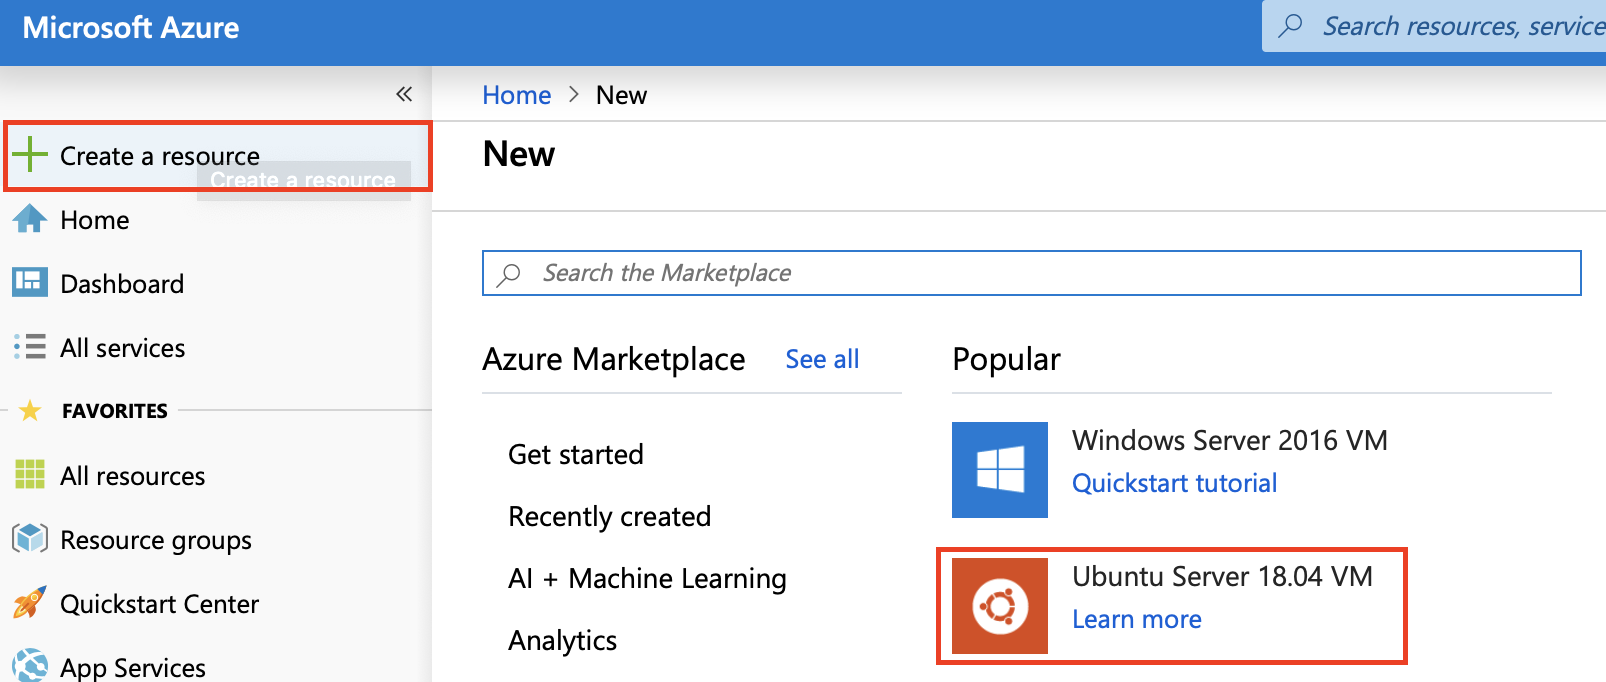 Microsoft Azure
Search resources, service
«
Home > New
Create a resource
Create a resource
New
Home
Search the Marketplace
Dashboard
All services
FAVORITES
All resources
Resource groups
Quickstart Center
App Services
Azure Marketplace See all
Get started
Recently created
AI + Machine Learning
Analytics
Popular
Windows Server 2016 VM
Quickstart tutorial
Ubuntu Server 18.04 VM
Learn more